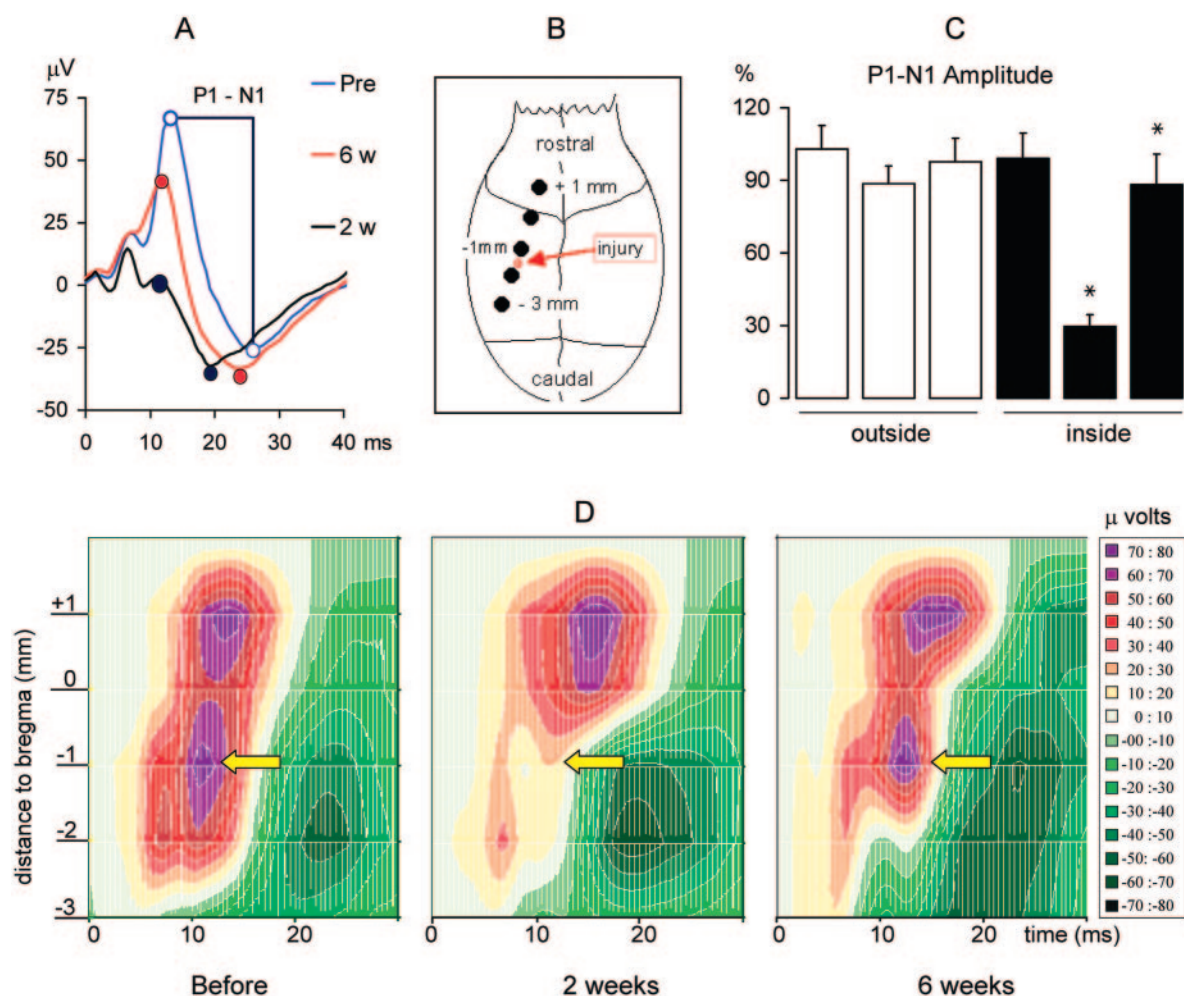 A
µV
75
50
25
0
-25
-50
0 10 20 30 40 ms
P1 - N1
Pre
6 w
2 w
B
rostral
+ 1 mm
-1mm
injury
- 3 mm
caudal
C
%
P1-N1 Amplitude
120
90
60
30
0
*
*
outside inside
D
distance to bregma (mm)
+1
0
-1
-2
-3
0 10 20
Before
0 10 20
2 weeks
0 10 20 time (ms)
6 weeks
µ volts
70 : 80
60 : 70
50 : 60
40 : 50
30 : 40
20 : 30
10 : 20
0 : 10
-00 : -10
-10 : -20
-20 : -30
-30 : -40
-40 : -50
-50: -60
-60 : -70
-70 : -80